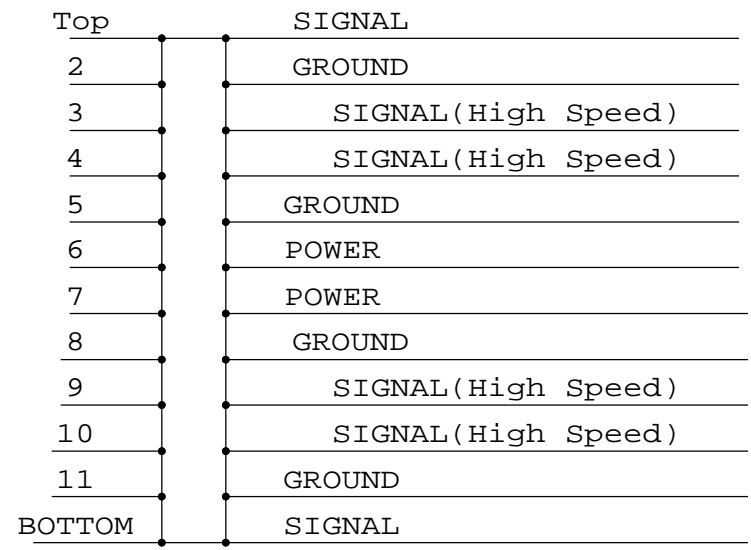 Top SIGNAL
2 GROUND
3 SIGNAL(High Speed)
4 SIGNAL(High Speed)
5 GROUND
6 POWER
7 POWER
8 GROUND
9 SIGNAL(High Speed)
10 SIGNAL(High Speed)
11 GROUND
BOTTOM SIGNAL